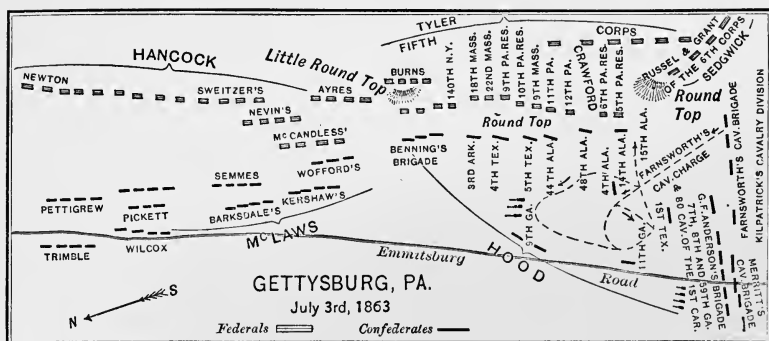 TYLER
FIFTH CORPS
HANCOCK
Little Round Top
BURNS
NEWTON
SWEITZER'S
AYRES
NEVIN'S
McCANDLESS'
140TH N.Y.
18TH MASS.
22ND MASS.
9TH PA.RES.
10TH PA.RES.
9TH MASS.
11TH PA.
12TH PA.
CRAWFORD
6TH PA.RES.
5TH PA.RES.
RUSSEL & GRANT
OF THE 6TH CORPS
SEDGWICK
Round Top
Round
Top
BENNING'S
BRIGADE
3RD ARK.
4TH TEX.
5TH TEX.
44TH ALA.
48TH ALA.
4TH ALA.
14TH ALA.
15TH ALA.
FARNSWORTH'S
CAV. CHARGE
FARNSWORTH'S CAV. BRIGADE
KILPATRICK'S CAVALRY DIVISION
WOFFORD'S
SEMMES
KERSHAW'S
BARKSDALE'S
PETTIGREW
PICKETT
McLAWS
TRIMBLE
WILCOX
Emmitsburg Road
HOOD
9TH GA.
11TH GA.
1ST TEX.
& 80 CAV. OF THE 1ST CAR.
7TH, 8TH AND 59TH GA.
G.F. ANDERSON'S BRIGADE
MERRITT'S
CAV. BRIGADE
GETTYSBURG, PA.
July 3rd, 1863
N
S
Federals
Confederates